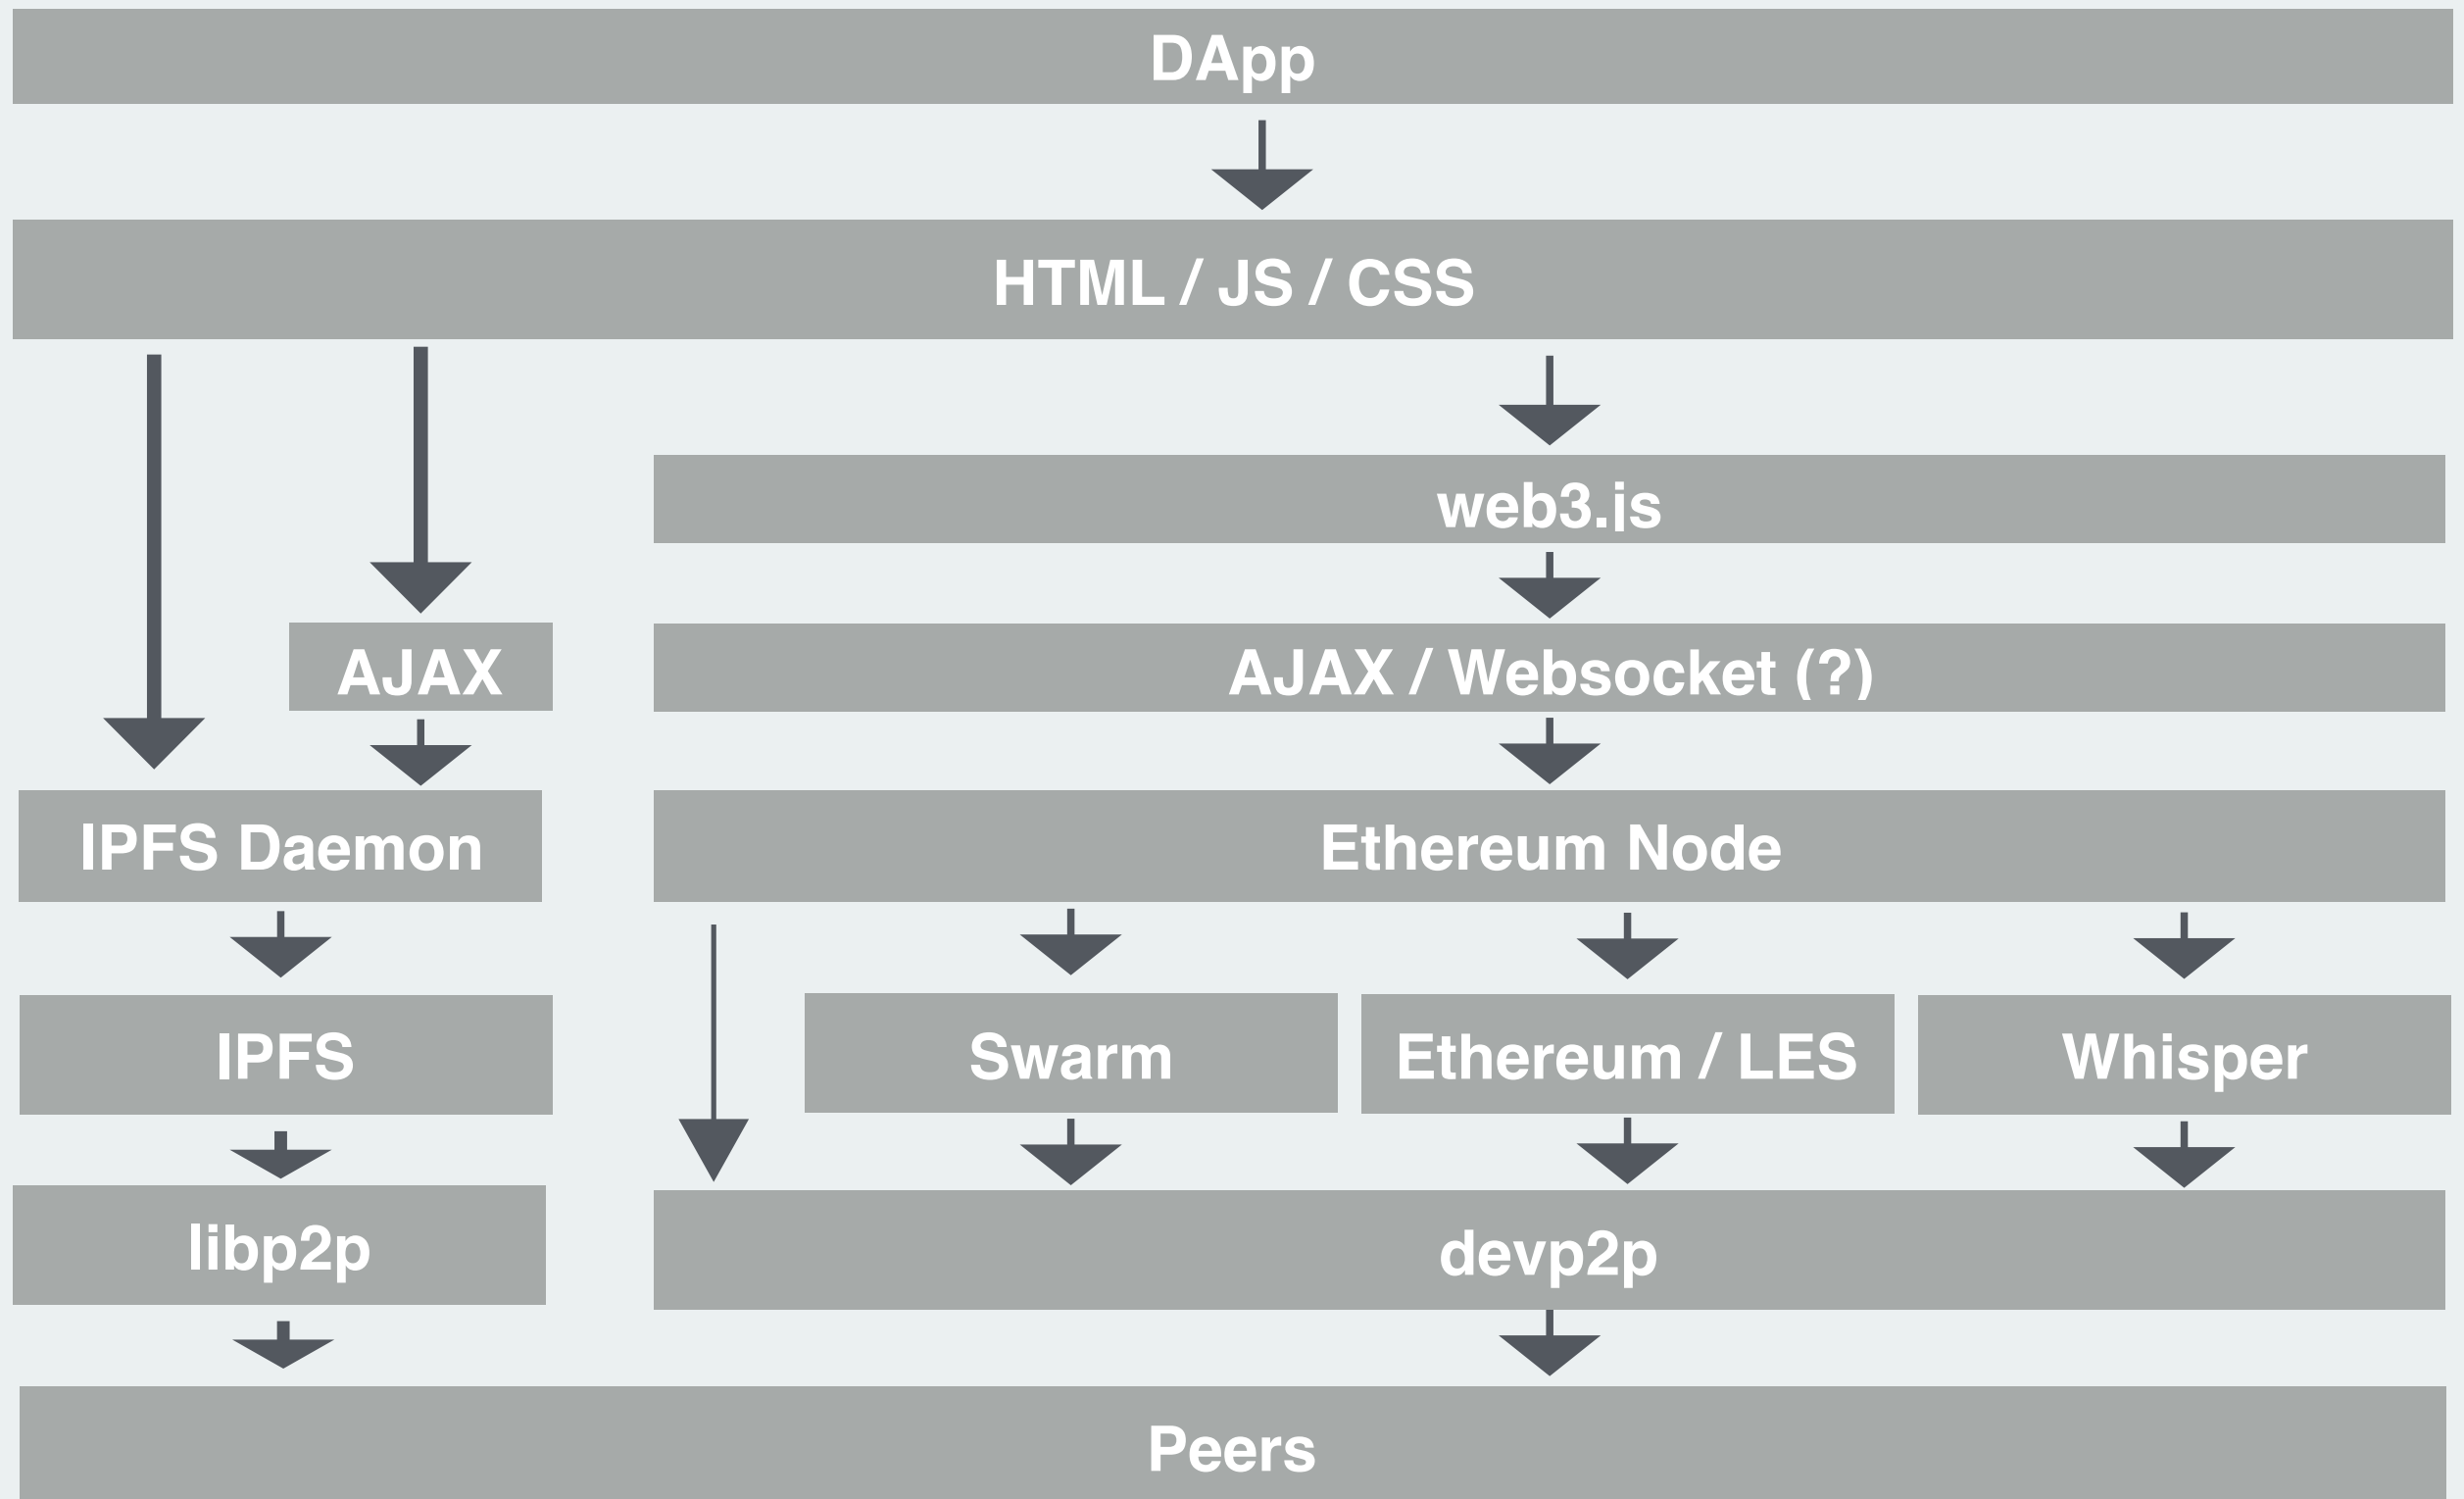 DApp
HTML / JS / CSS
web3.js
AJAX
AJAX / Websocket (?)
IPFS Daemon
Ethereum Node
IPFS
Swarm
Ethereum / LES
Whisper
libp2p
devp2p
Peers